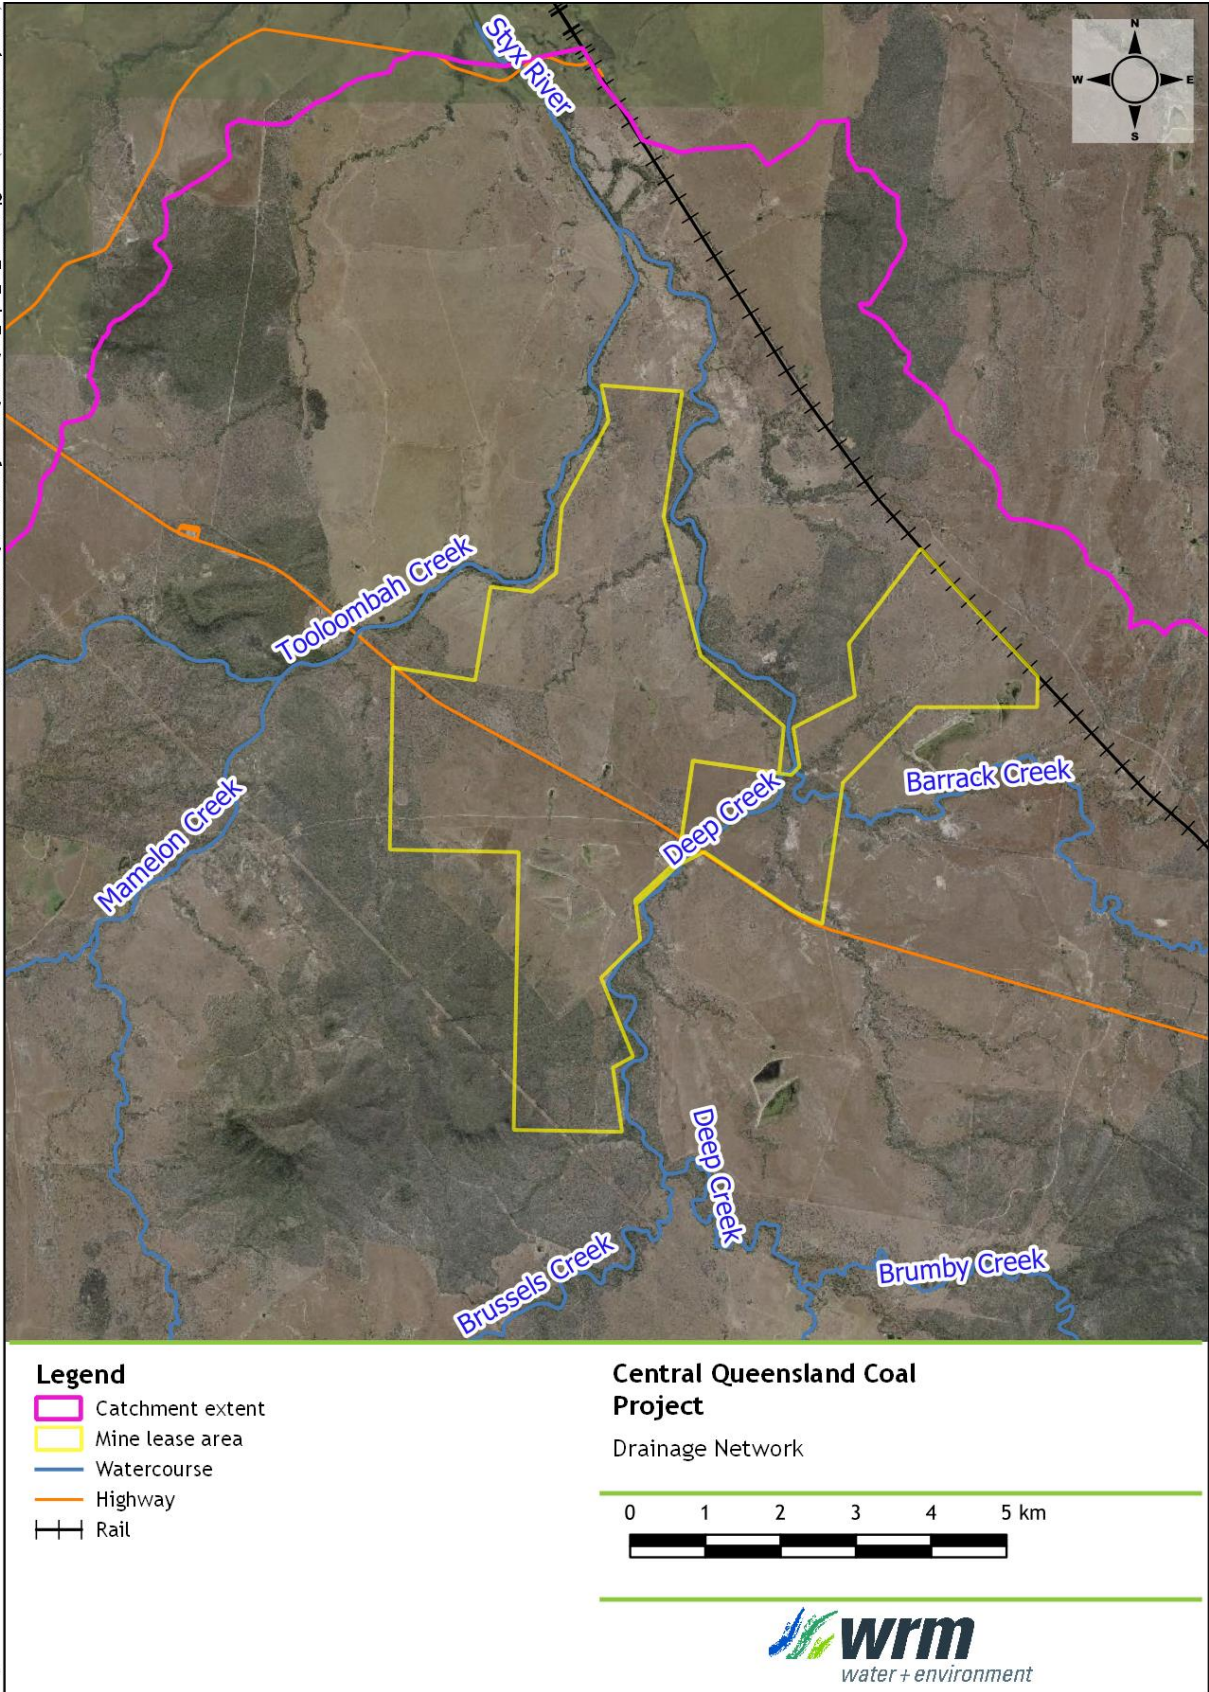 Styx River
N
W
E
S
Tooloombah Creek
Mamelon Creek
Deep Creek
Barrack Creek
Deep Creek
Brussels Creek
Brumby Creek
Legend
Catchment extent
Mine lease area
Watercourse
Highway
Rail
Central Queensland Coal
Project
Drainage Network
0 1 2 3 4 5 km
wrm
water + environment